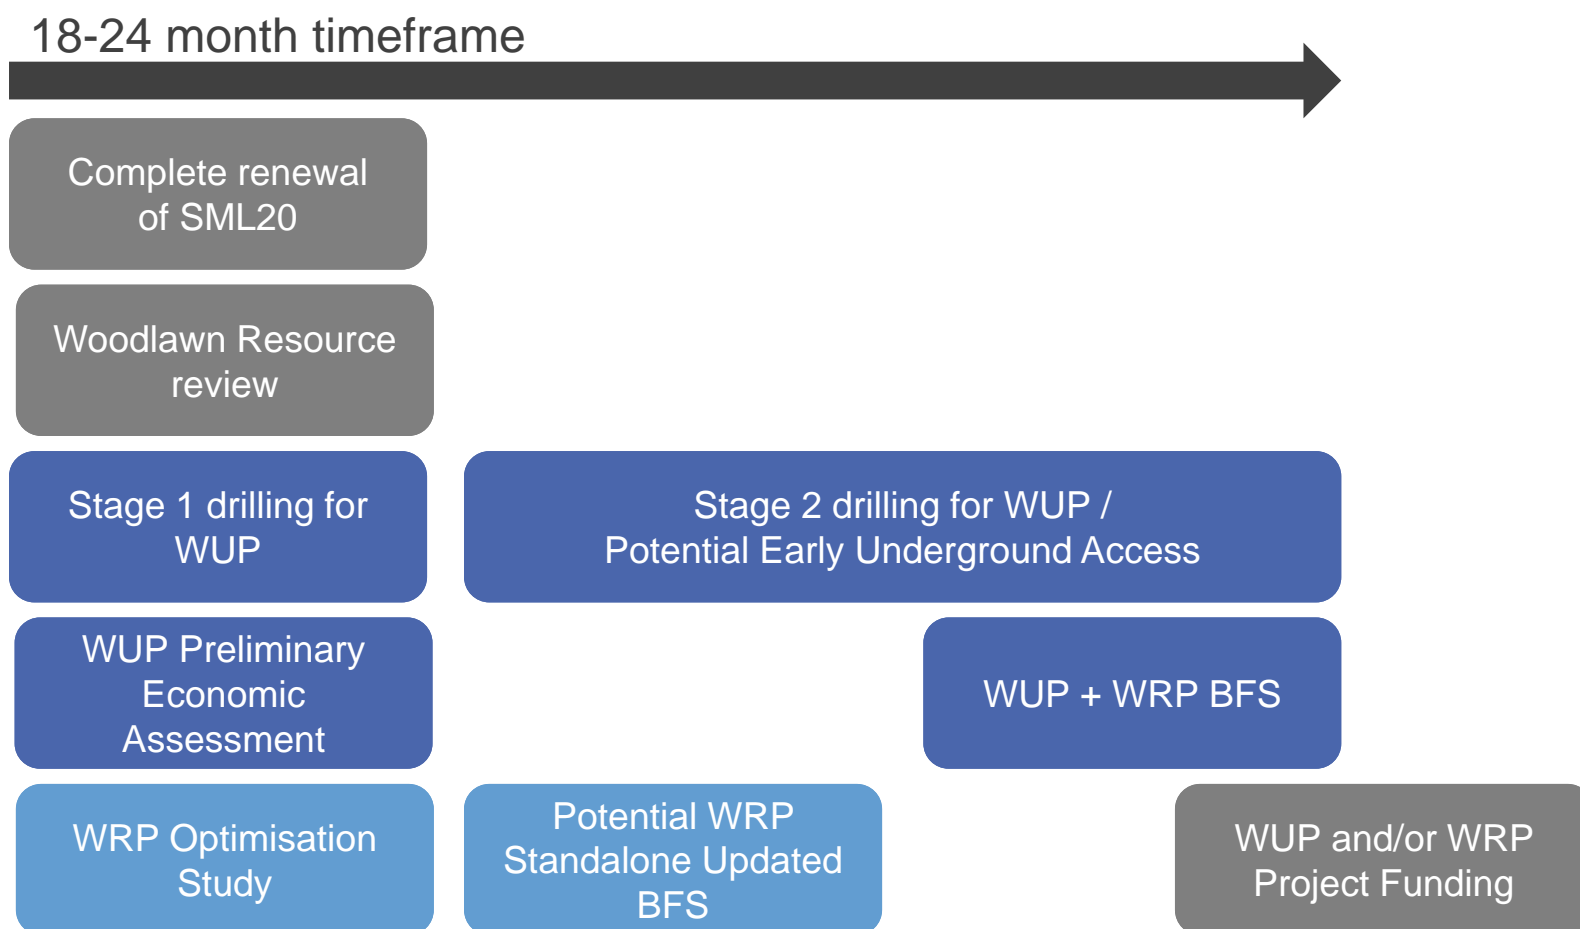 18-24 month timeframe
Complete renewal
of SML20
Woodlawn Resource
review
Stage 1 drilling for
WUP
Stage 2 drilling for WUP /
Potential Early Underground Access
WUP Preliminary
Economic
Assessment
WUP + WRP BFS
WRP Optimisation
Study
Potential WRP
Standalone Updated
BFS
WUP and/or WRP
Project Funding